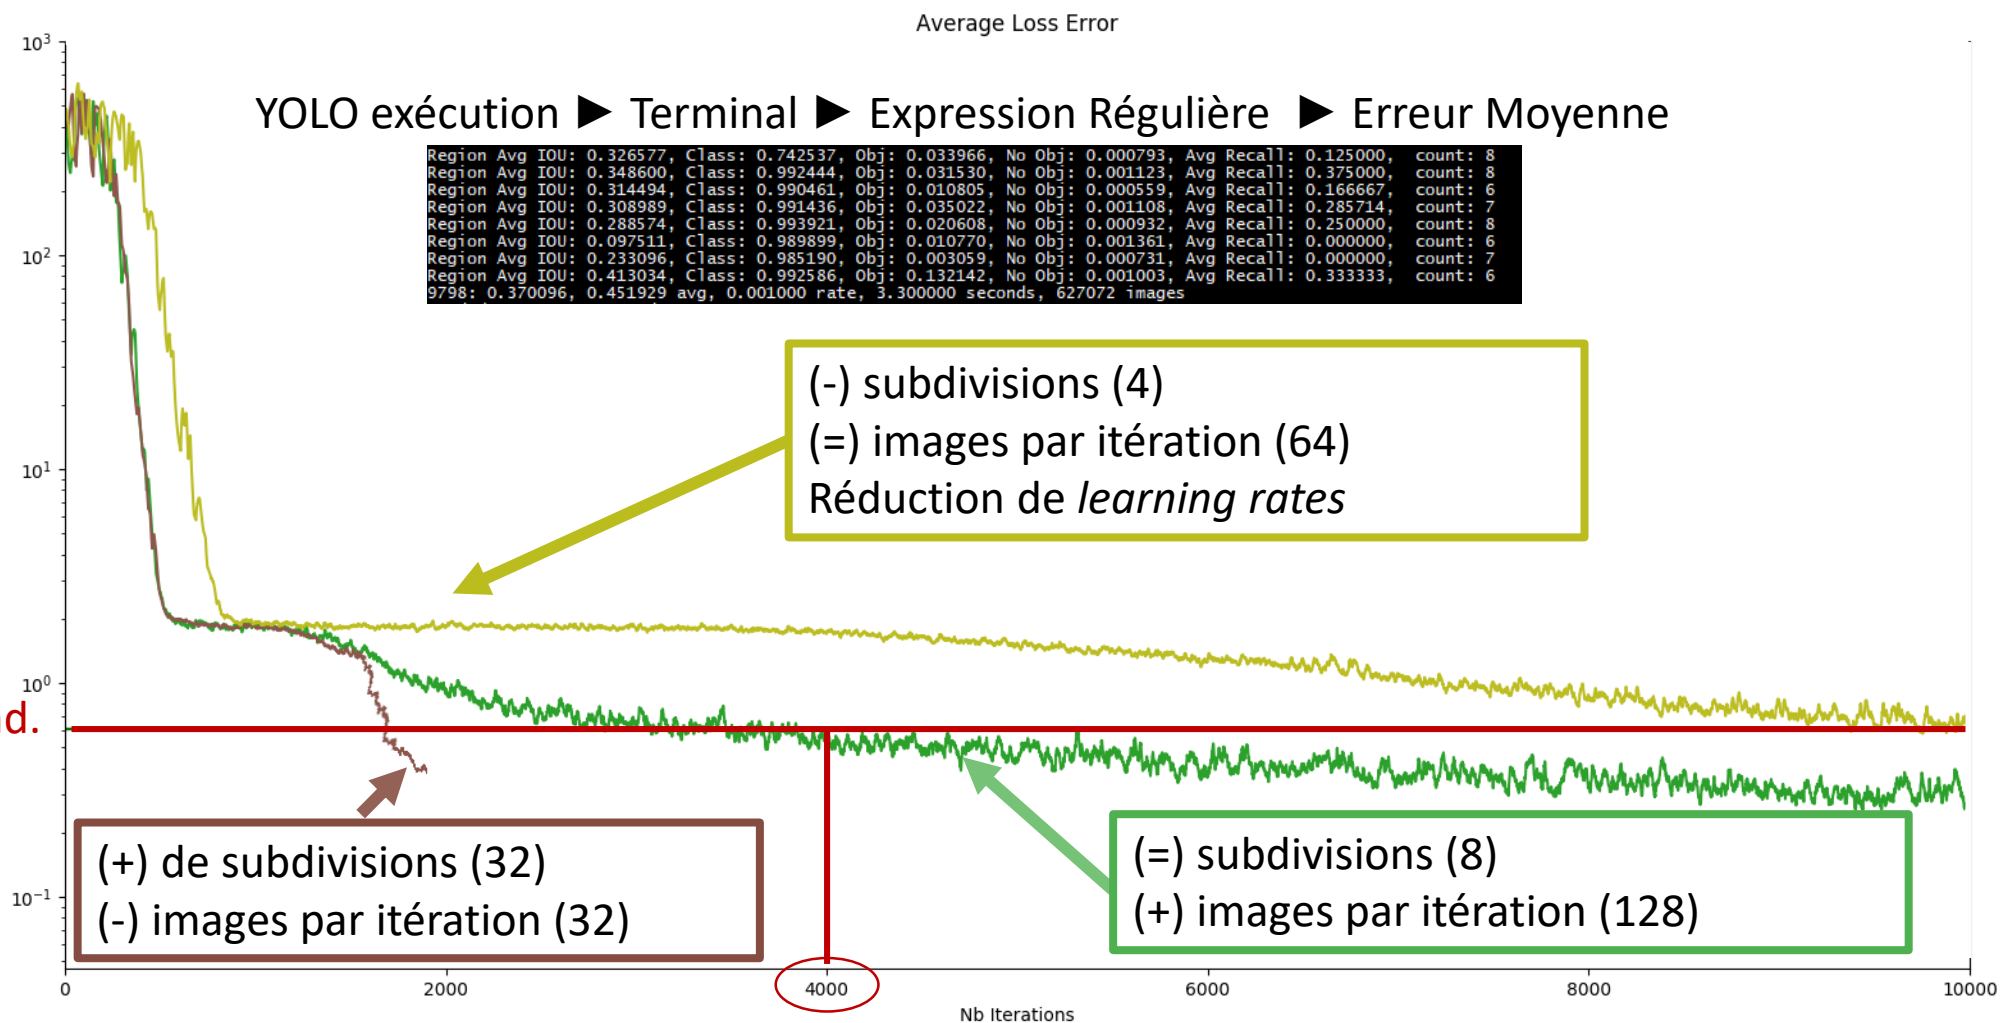 Average Loss Error
10³
YOLO exécution ► Terminal ► Expression Régulière ► Erreur Moyenne
Region Avg IOU: 0.326577, Class: 0.742537, Obj: 0.033966, No Obj: 0.000793, Avg Recall: 0.125000, count: 8
Region Avg IOU: 0.348600, Class: 0.992444, Obj: 0.031530, No Obj: 0.001123, Avg Recall: 0.375000, count: 8
Region Avg IOU: 0.314494, Class: 0.990461, Obj: 0.010805, No Obj: 0.000559, Avg Recall: 0.166667, count: 6
Region Avg IOU: 0.308989, Class: 0.991436, Obj: 0.035022, No Obj: 0.001108, Avg Recall: 0.285714, count: 7
Region Avg IOU: 0.288574, Class: 0.993921, Obj: 0.020608, No Obj: 0.000932, Avg Recall: 0.250000, count: 8
Region Avg IOU: 0.097511, Class: 0.989899, Obj: 0.010770, No Obj: 0.001361, Avg Recall: 0.000000, count: 6
Region Avg IOU: 0.233096, Class: 0.985190, Obj: 0.003059, No Obj: 0.000731, Avg Recall: 0.000000, count: 7
Region Avg IOU: 0.413034, Class: 0.992586, Obj: 0.132142, No Obj: 0.001003, Avg Recall: 0.333333, count: 6
9798: 0.370096, 0.451929 avg, 0.001000 rate, 3.300000 seconds, 627072 images
10²
(-) subdivisions (4)
(=) images par itération (64)
Réduction de learning rates
10¹
10⁰
nd.
(+) de subdivisions (32)
(-) images par itération (32)
(=) subdivisions (8)
(+) images par itération (128)
10⁻¹
0 2000 4000 6000 8000 10000
Nb Iterations